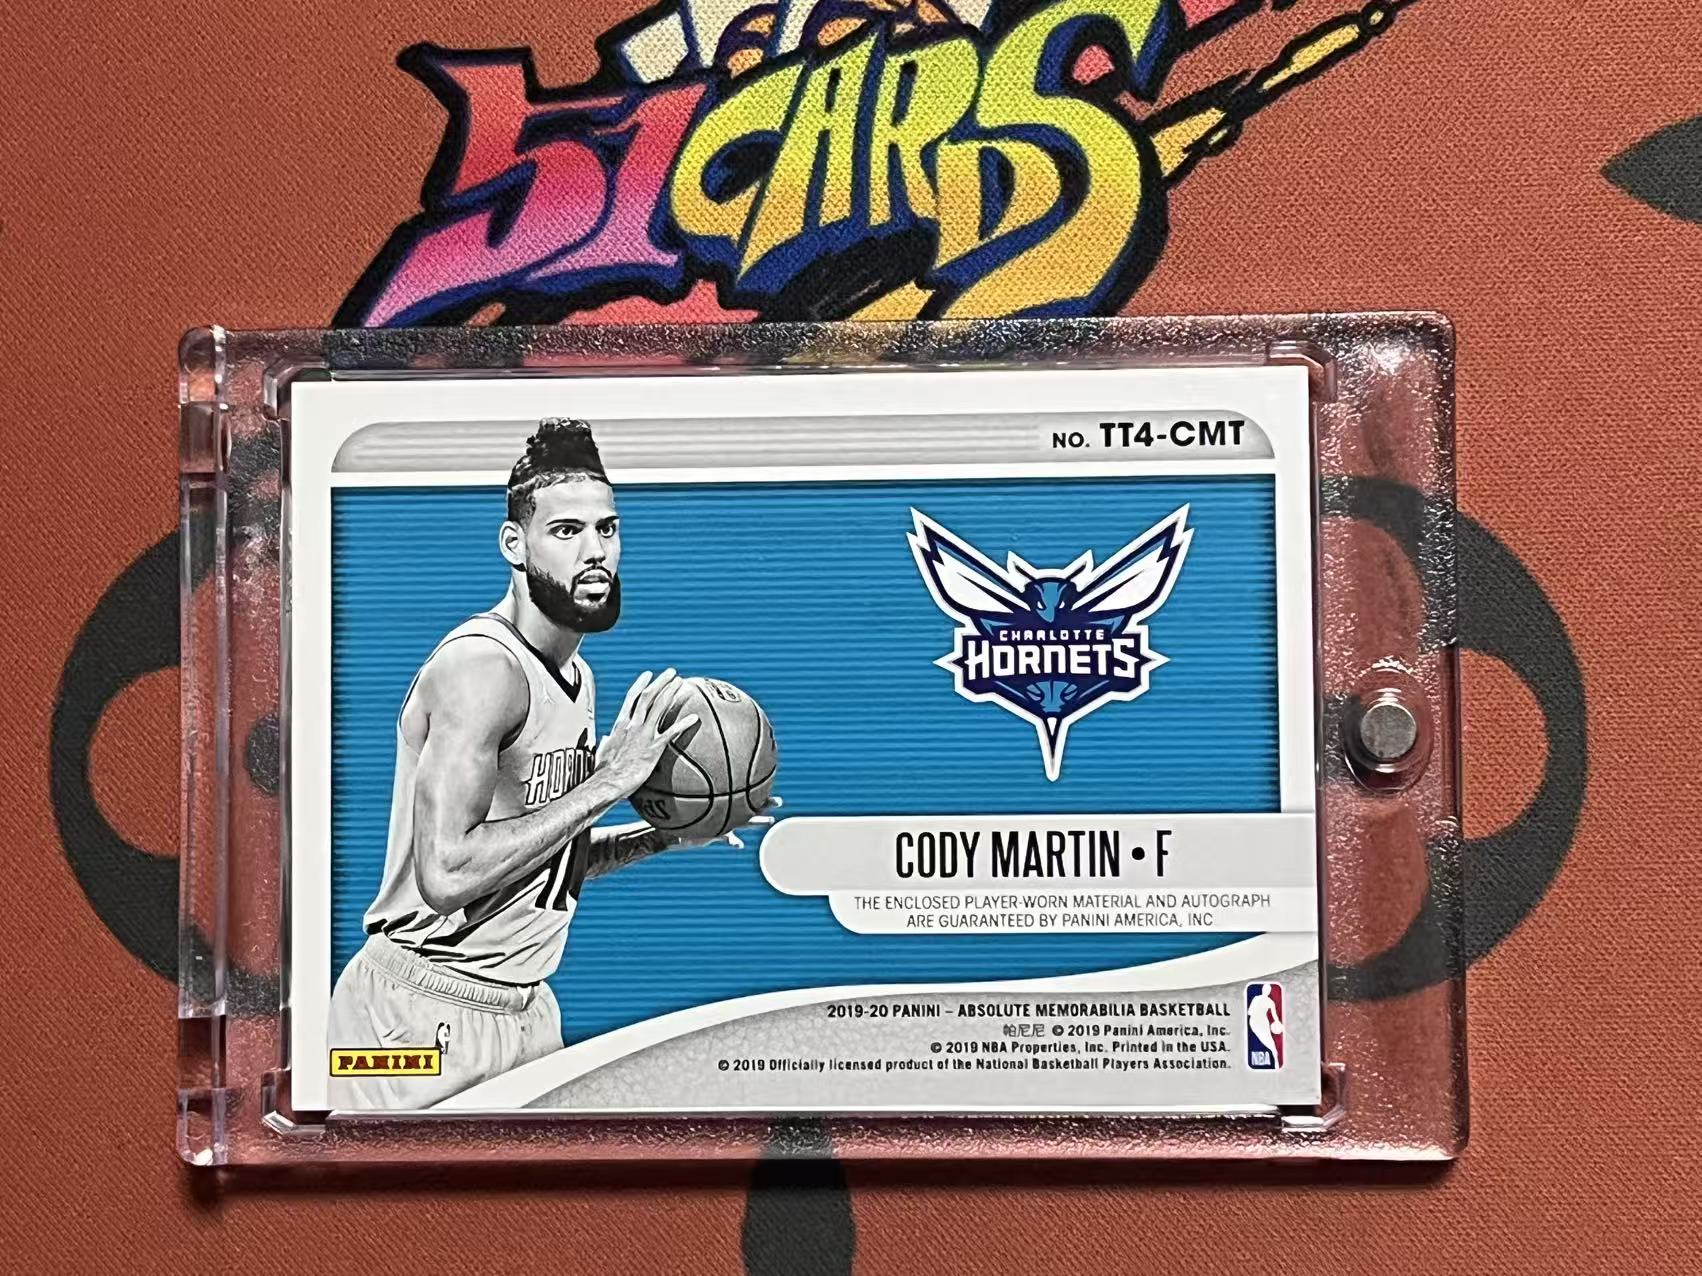 51 CARDS
NO. TT4-CMT
CHARLOTTE
HORNETS
CODY MARTIN • F
THE ENCLOSED PLAYER-WORN MATERIAL AND AUTOGRAPH
ARE GUARANTEED BY PANINI AMERICA, INC
2019-20 PANINI – ABSOLUTE MEMORABILIA BASKETBALL
帕尼尼 © 2019 Panini America, Inc.
© 2019 NBA Properties, Inc. Printed in the USA.
© 2019 Officially licensed product of the National Basketball Players Association.
NBA
PANINI